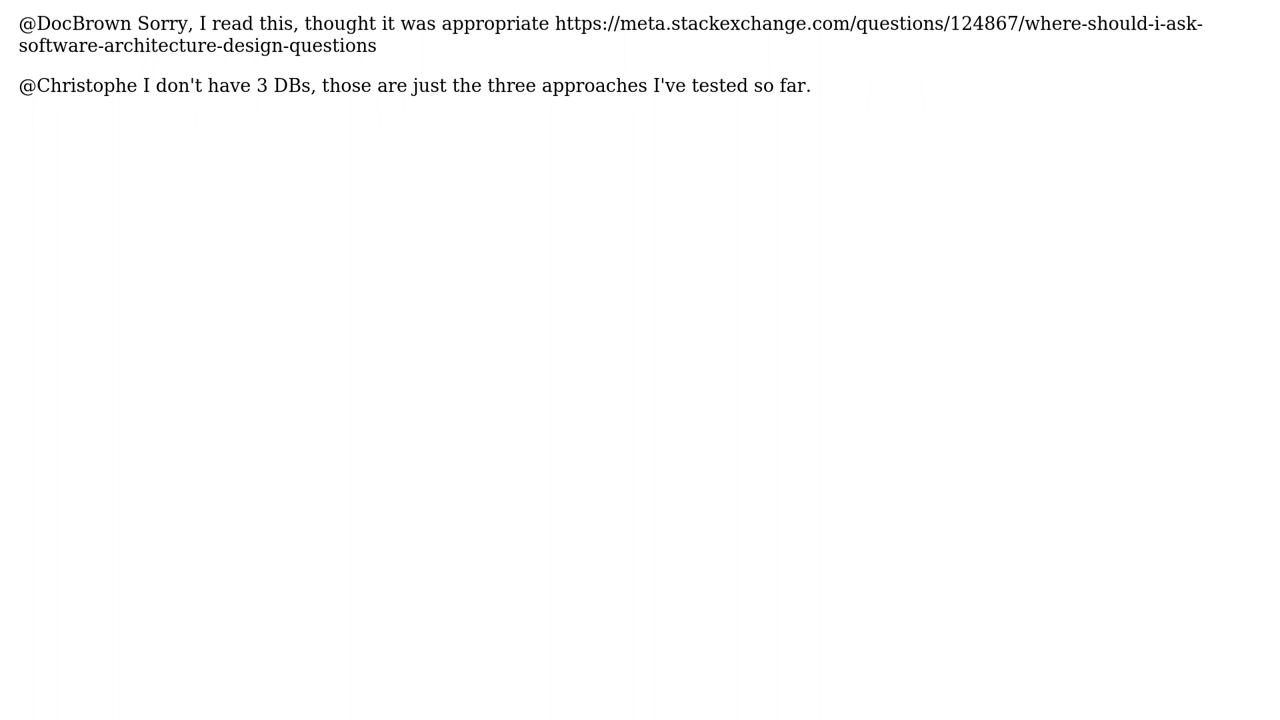 @DocBrown Sorry, I read this, thought it was appropriate https://meta.stackexchange.com/questions/124867/where-should-i-ask-
software-architecture-design-questions
@Christophe I don't have 3 DBs, those are just the three approaches I've tested so far.